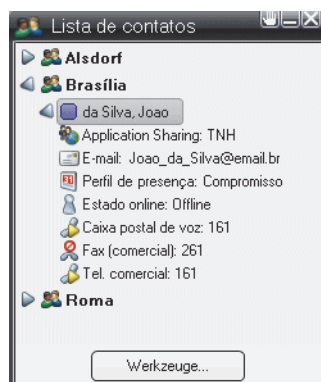 Lista de contatos
Alsdorf
Brasília
da Silva, Joao
Application Sharing: TNH
E-mail: Joao_da_Silva@email.br
Perfil de presença: Compromisso
Estado online: Offline
Caixa postal de voz: 161
Fax (comercial): 261
Tel. comercial: 161
Roma
Werkzeuge...